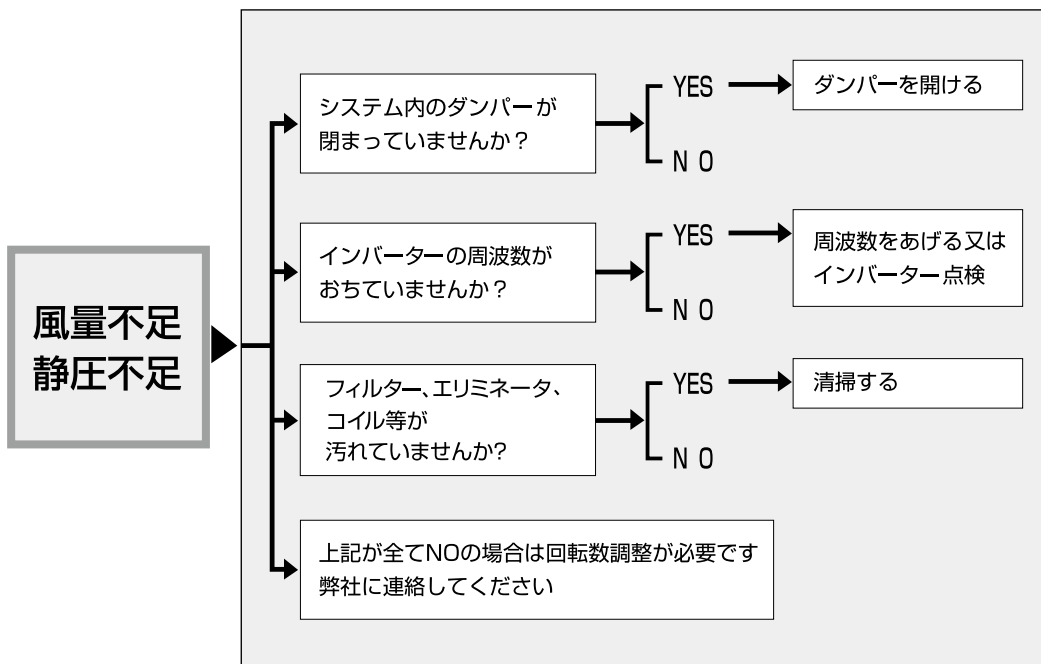 風量不足
静圧不足
システム内のダンパーが
閉まっていませんか？
YES
ダンパーを開ける
NO
インバーターの周波数が
おちていませんか？
YES
周波数をあげる又は
インバーター点検
NO
フィルター、エリミネータ、
コイル等が
汚れていませんか?
YES
清掃する
NO
上記が全てNOの場合は回転数調整が必要です
弊社に連絡してください